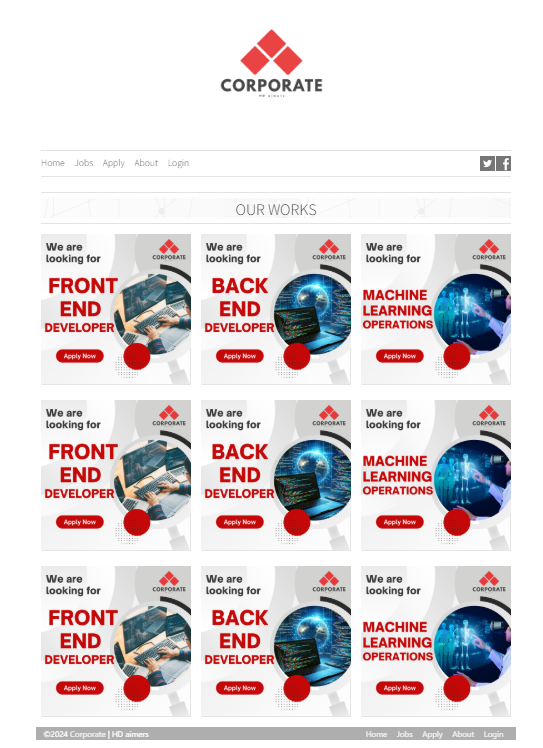 CORPORATE
HD aimers
Home Jobs Apply About Login
OUR WORKS
We are
looking for
CORPORATE
FRONT
END
DEVELOPER
Apply Now
We are
looking for
CORPORATE
BACK
END
DEVELOPER
Apply Now
We are
looking for
CORPORATE
MACHINE
LEARNING
OPERATIONS
Apply Now
We are
looking for
CORPORATE
FRONT
END
DEVELOPER
Apply Now
We are
looking for
CORPORATE
BACK
END
DEVELOPER
Apply Now
We are
looking for
CORPORATE
MACHINE
LEARNING
OPERATIONS
Apply Now
We are
looking for
CORPORATE
FRONT
END
DEVELOPER
Apply Now
We are
looking for
CORPORATE
BACK
END
DEVELOPER
Apply Now
We are
looking for
CORPORATE
MACHINE
LEARNING
OPERATIONS
Apply Now
©2024 Corporate | HD aimers Home Jobs Apply About Login